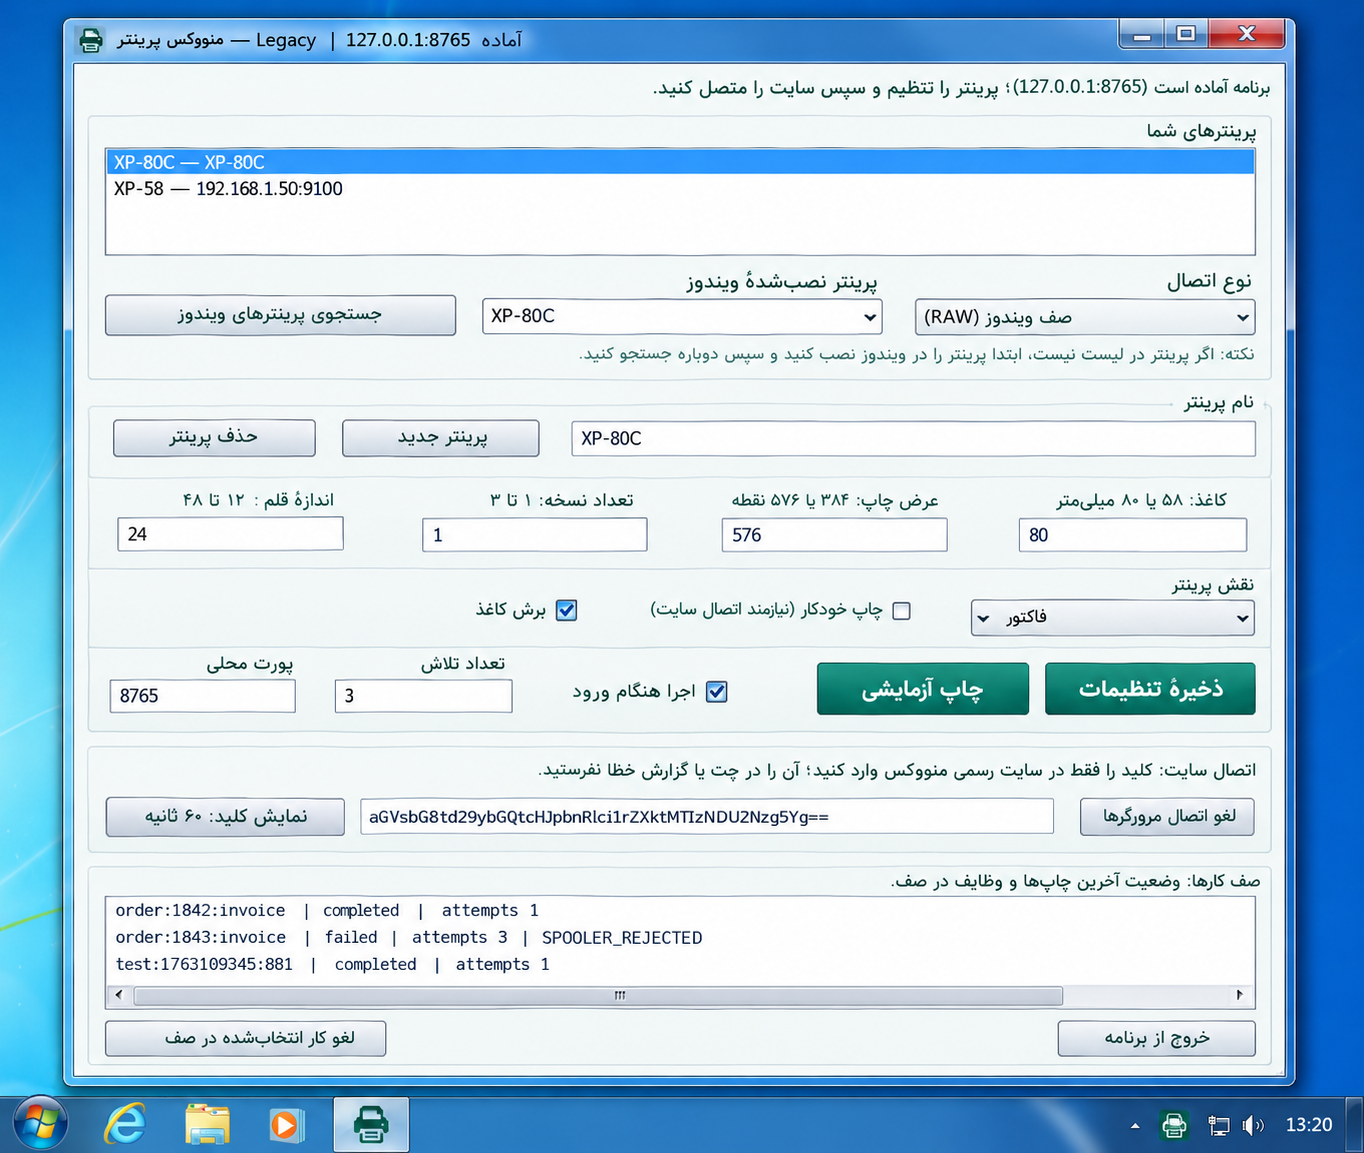 منووکس پرینتر — Legacy | 127.0.0.1:8765 آماده
برنامه آماده است (127.0.0.1:8765)؛ پرینتر را تنظیم و سپس سایت را متصل کنید.
پرینترهای شما
XP-80C — XP-80C
XP-58 — 192.168.1.50:9100
نوع اتصال
پرینتر نصب‌شدهٔ ویندوز
صف ویندوز (RAW)
XP-80C
جستجوی پرینترهای ویندوز
نکته: اگر پرینتر در لیست نیست، ابتدا پرینتر را در ویندوز نصب کنید و سپس دوباره جستجو کنید.
نام پرینتر
XP-80C
پرینتر جدید
حذف پرینتر
کاغذ: ۵۸ یا ۸۰ میلی‌متر
عرض چاپ: ۳۸۴ یا ۵۷۶ نقطه
تعداد نسخه: ۱ تا ۳
اندازهٔ قلم : ۱۲ تا ۴۸
80
576
1
24
نقش پرینتر
فاکتور
چاپ خودکار (نیازمند اتصال سایت)
برش کاغذ
ذخیرهٔ تنظیمات
چاپ آزمایشی
اجرا هنگام ورود
تعداد تلاش
3
پورت محلی
8765
اتصال سایت: کلید را فقط در سایت رسمی منووکس وارد کنید؛ آن را در چت یا گزارش خظا نفرستید.
لغو اتصال مرورگرها
aGVsbG8td29ybGQtcHJpbnRlci1rZXktMTIzNDU2Nzg5Yg==
نمایش کلید: ۶۰ ثانیه
صف کارها: وضعیت آخرین چاپ‌ها و وظایف در صف.
order:1842:invoice | completed | attempts 1
order:1843:invoice | failed | attempts 3 | SPOOLER_REJECTED
test:1763109345:881 | completed | attempts 1
خروج از برنامه
لغو کار انتخاب‌شده در صف
13:20